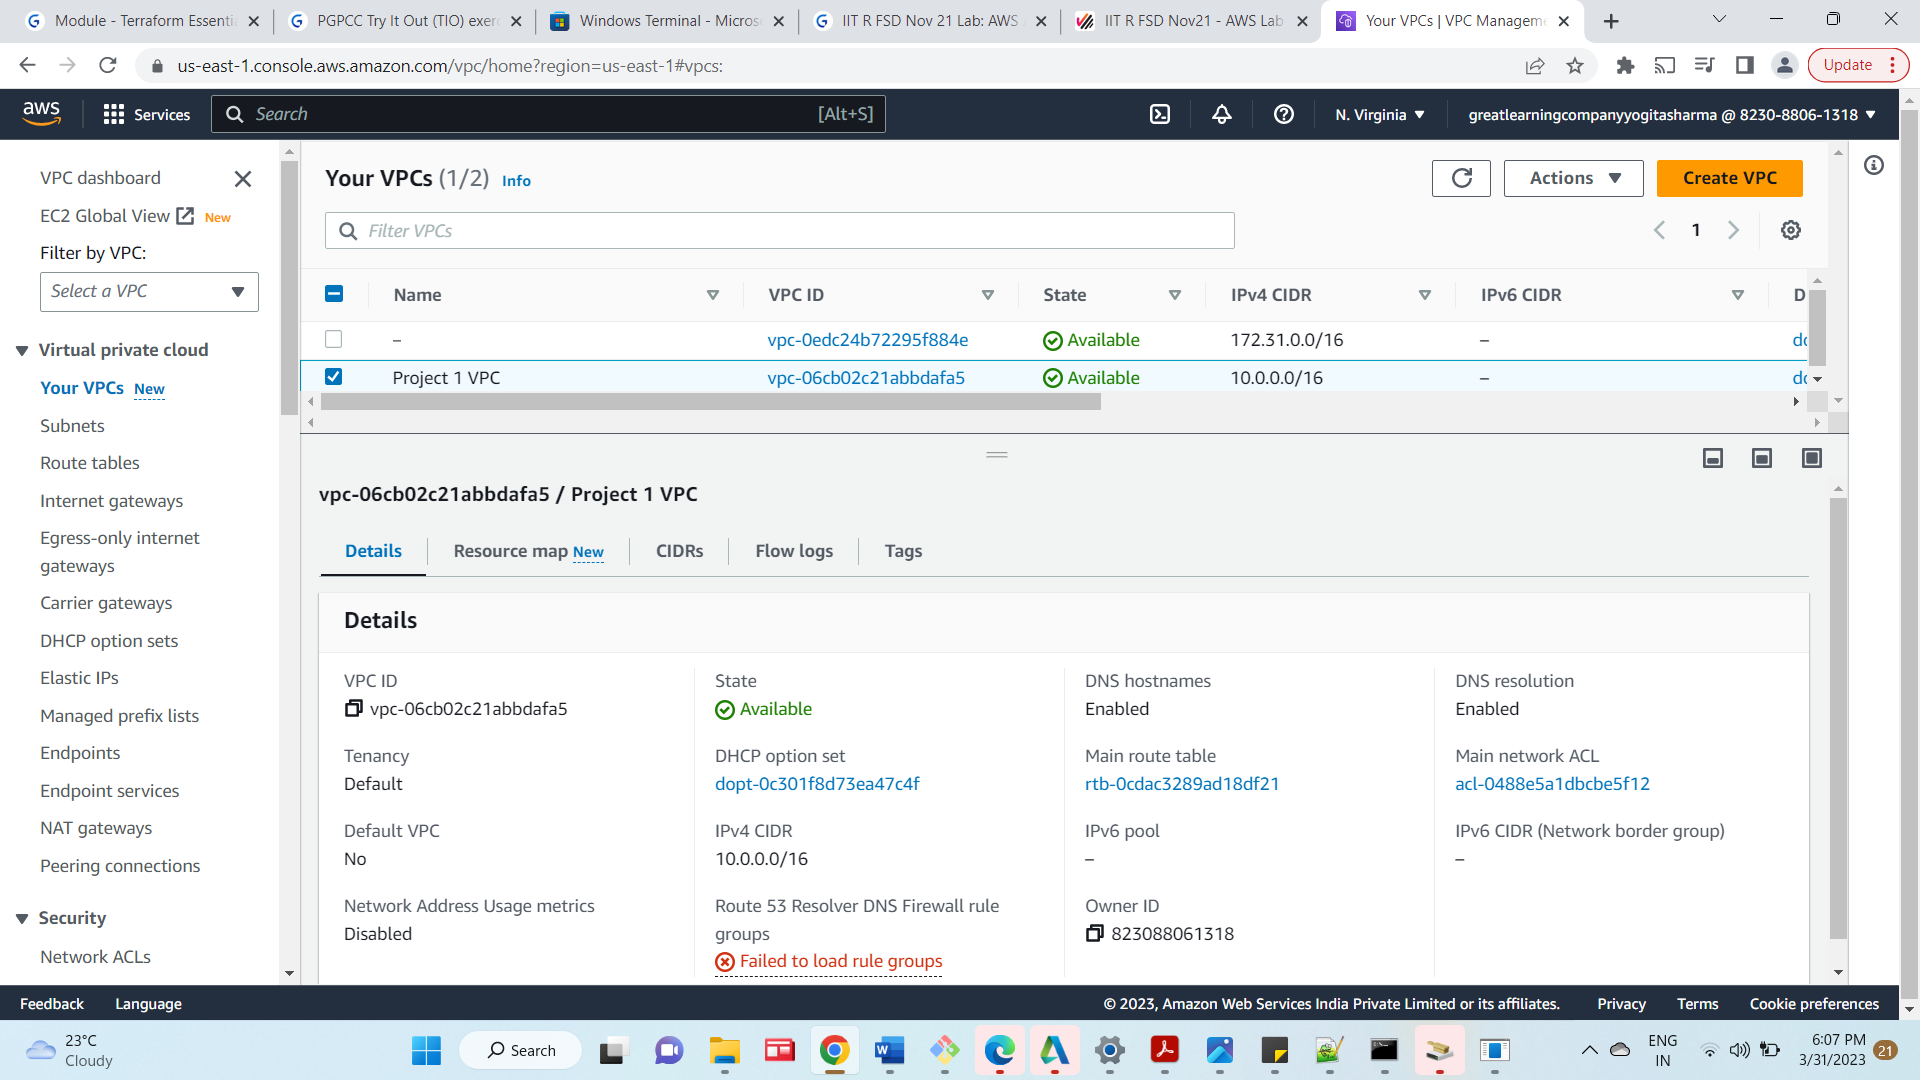 Module - Terraform Essenti
PGPCC Try It Out (TIO) exer
Windows Terminal - Micros
IIT R FSD Nov 21 Lab: AWS
IIT R FSD Nov21 - AWS Lab
Your VPCs | VPC Managem
us-east-1.console.aws.amazon.com/vpc/home?region=us-east-1#vpcs:
Update
aws
Services
Search
[Alt+S]
N. Virginia
greatlearningcompanyyogitasharma @ 8230-8806-1318
VPC dashboard
EC2 Global View New
Filter by VPC:
Select a VPC
Virtual private cloud
Your VPCs New
Subnets
Route tables
Internet gateways
Egress-only internet
gateways
Carrier gateways
DHCP option sets
Elastic IPs
Managed prefix lists
Endpoints
Endpoint services
NAT gateways
Peering connections
Security
Network ACLs
Your VPCs (1/2) Info
Actions
Create VPC
Filter VPCs
1
Name VPC ID State IPv4 CIDR IPv6 CIDR D
– vpc-0edc24b72295f884e Available 172.31.0.0/16 – do
Project 1 VPC vpc-06cb02c21abbdafa5 Available 10.0.0.0/16 – do
vpc-06cb02c21abbdafa5 / Project 1 VPC
Details Resource map New CIDRs Flow logs Tags
Details
VPC ID
vpc-06cb02c21abbdafa5
State
Available
DNS hostnames
Enabled
DNS resolution
Enabled
Tenancy
Default
DHCP option set
dopt-0c301f8d73ea47c4f
Main route table
rtb-0cdac3289ad18df21
Main network ACL
acl-0488e5a1dbcbe5f12
Default VPC
No
IPv4 CIDR
10.0.0.0/16
IPv6 pool
–
IPv6 CIDR (Network border group)
–
Network Address Usage metrics
Disabled
Route 53 Resolver DNS Firewall rule
groups
Failed to load rule groups
Owner ID
823088061318
Feedback Language
© 2023, Amazon Web Services India Private Limited or its affiliates. Privacy Terms Cookie preferences
23°C
Cloudy
Search
ENG
IN
6:07 PM
3/31/2023
21